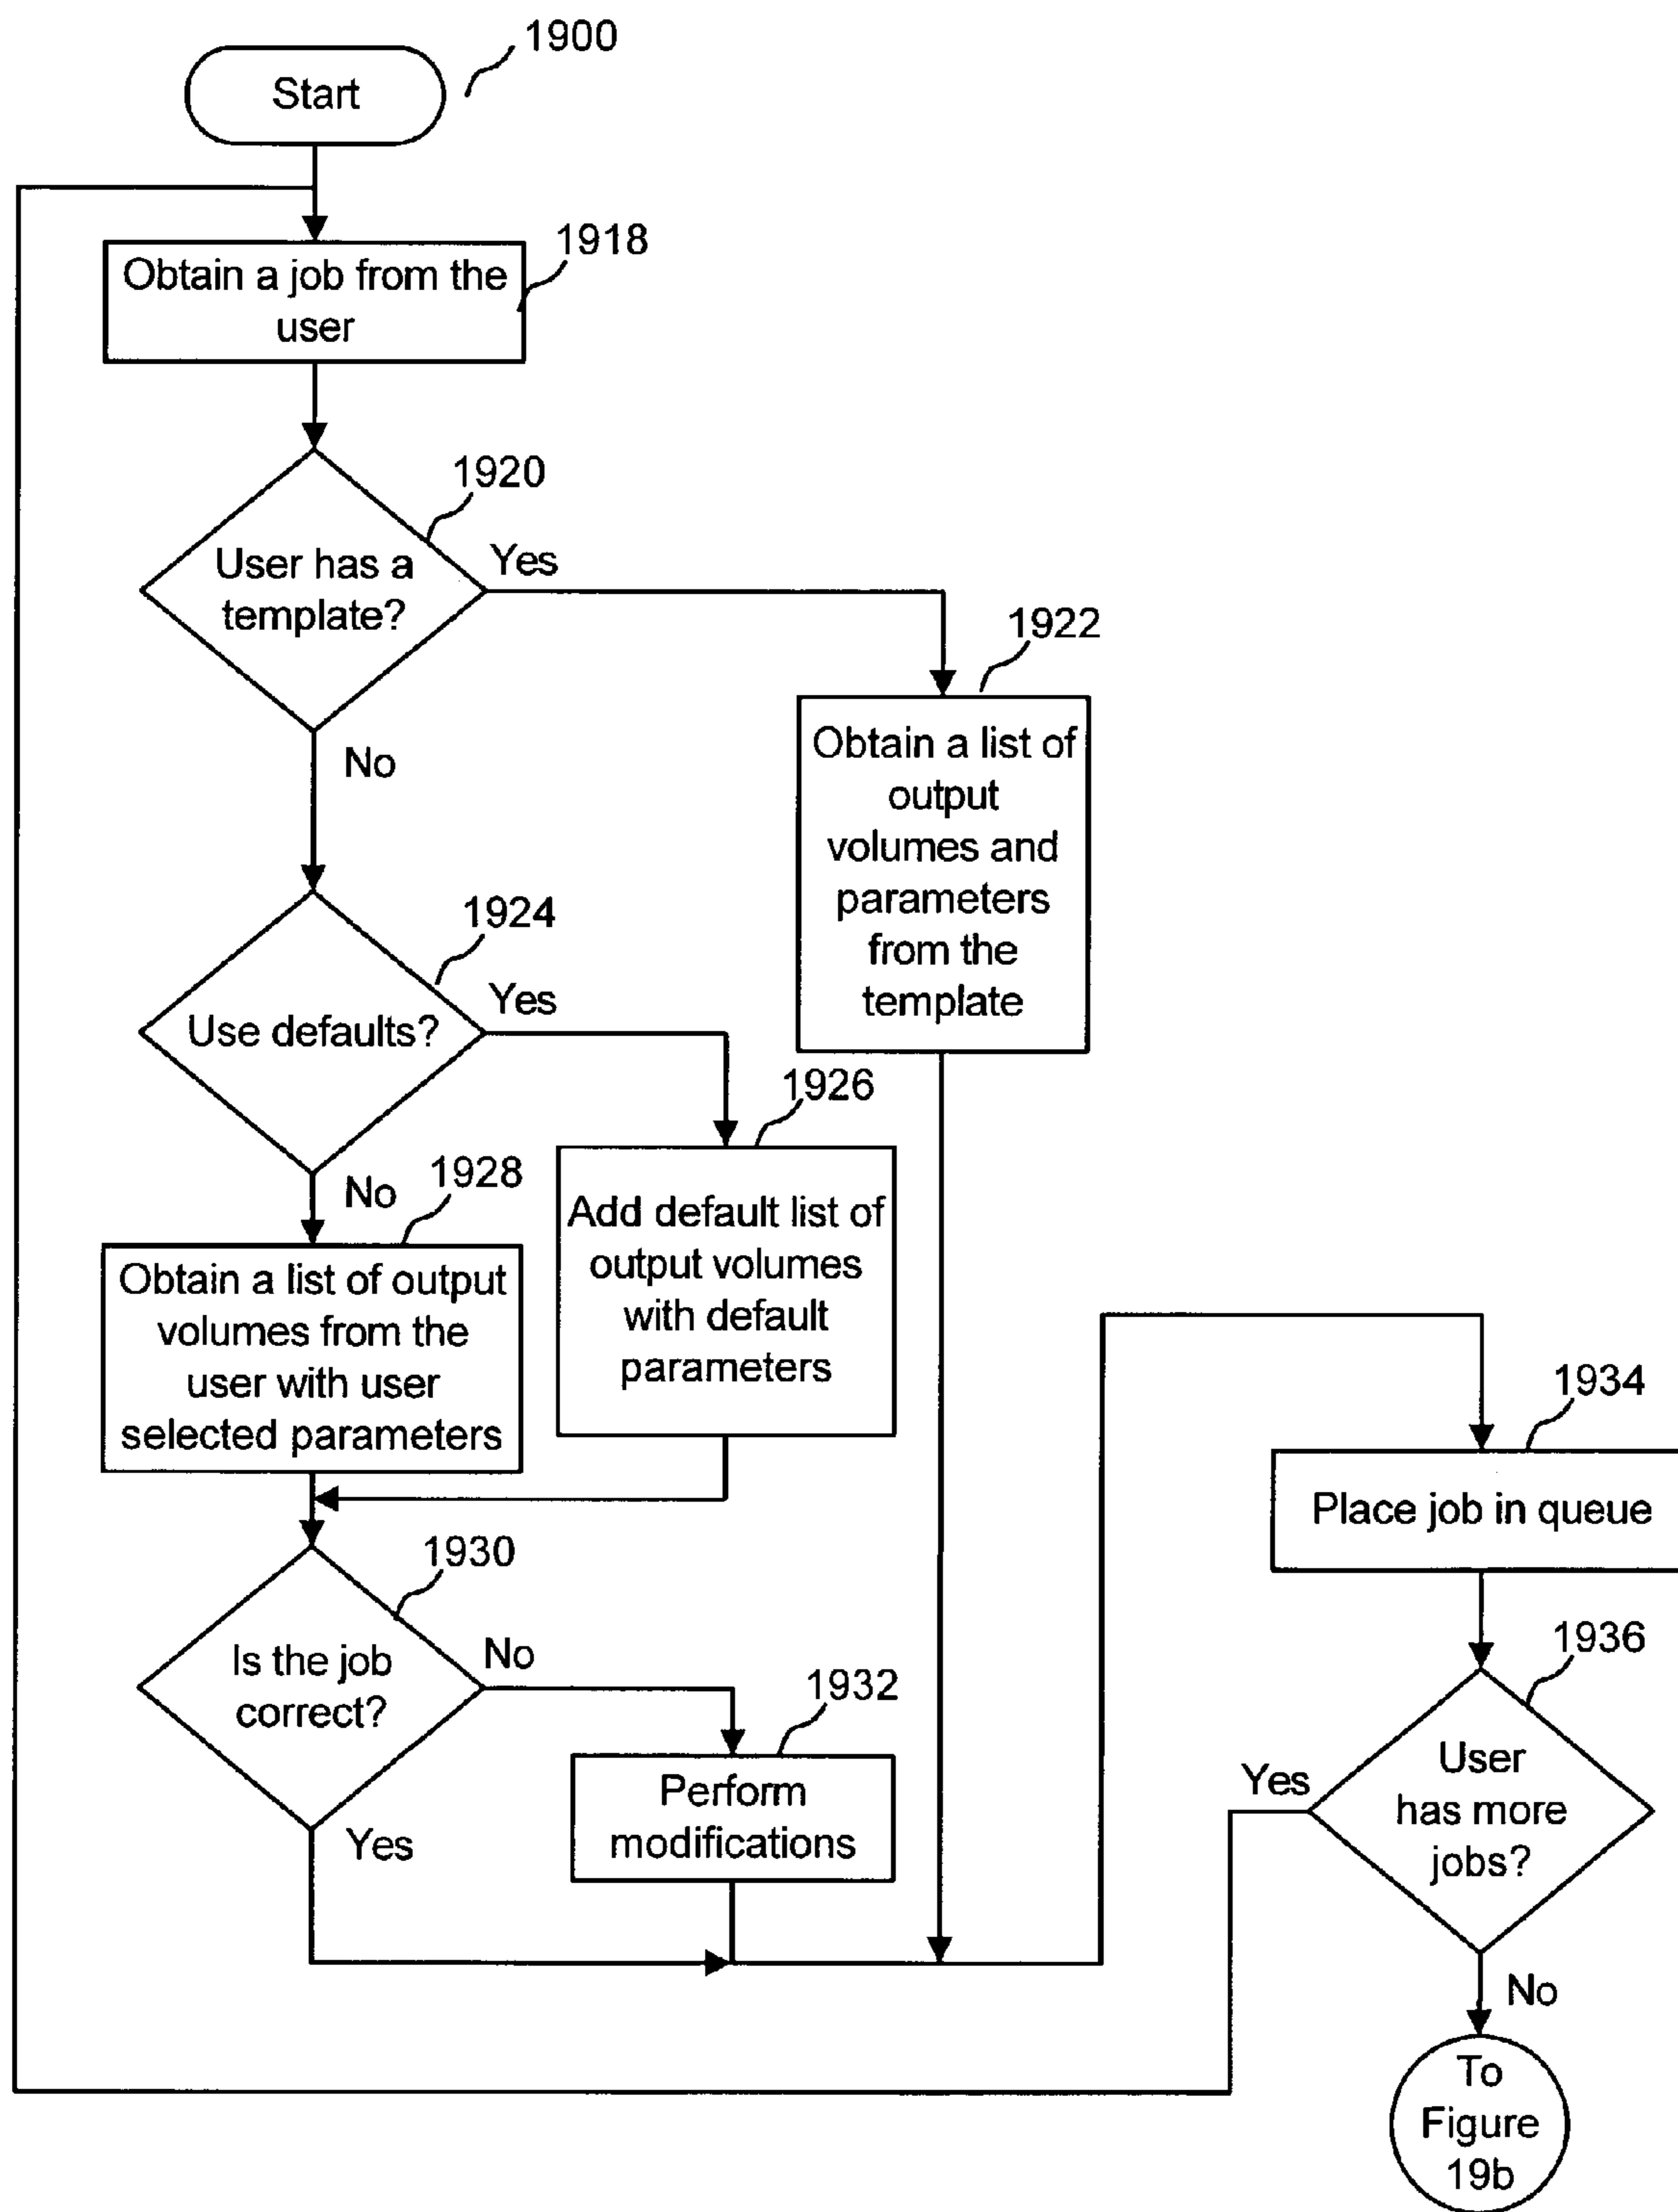 1900
Start
1918
Obtain a job from the
user
1920
User has a
template?
Yes
No
1922
Obtain a list of
output
volumes and
parameters
from the
template
1924
Use defaults?
Yes
No
1926
Add default list of
output volumes
with default
parameters
1928
Obtain a list of output
volumes from the
user with user
selected parameters
1930
Is the job
correct?
No
Yes
1932
Perform
modifications
1934
Place job in queue
1936
User
has more
jobs?
Yes
No
To
Figure
19b